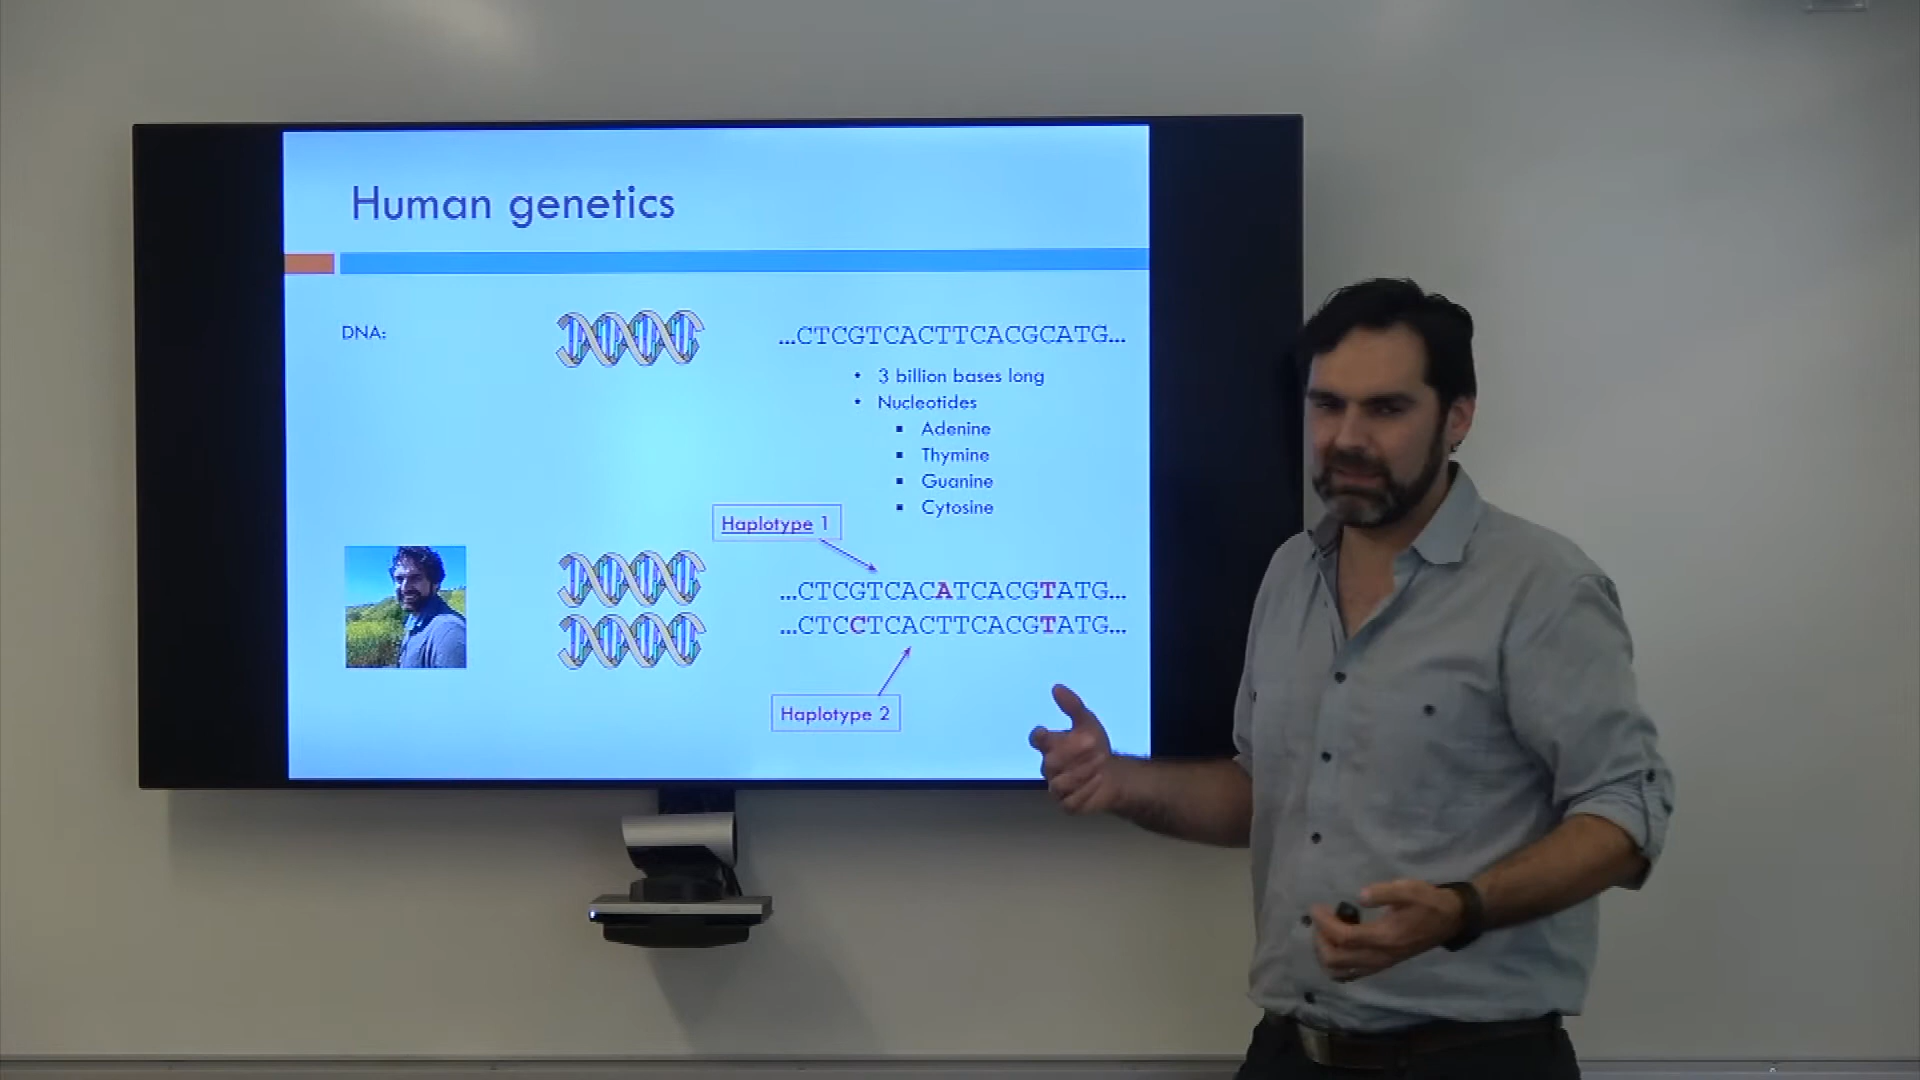 Human genetics
DNA:
...CTCGTCACTTCACGCATG...
• 3 billion bases long
• Nucleotides
▪ Adenine
▪ Thymine
▪ Guanine
▪ Cytosine
Haplotype 1
...CTCGTCACATCACGTATG...
...CTCCTCACTTCACGTATG...
Haplotype 2